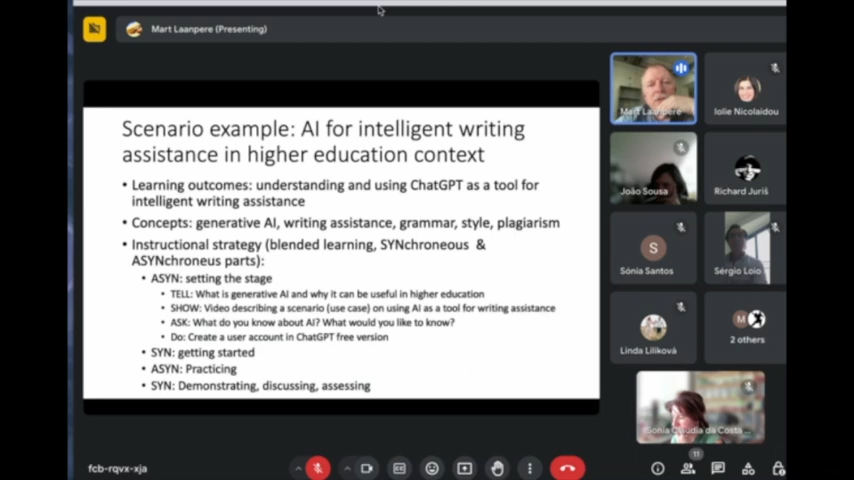 Mart Laanpere (Presenting)
Scenario example: AI for intelligent writing
assistance in higher education context
• Learning outcomes: understanding and using ChatGPT as a tool for
intelligent writing assistance
• Concepts: generative AI, writing assistance, grammar, style, plagiarism
• Instructional strategy (blended learning, SYNchroneous &
ASYNchroneus parts):
• ASYN: setting the stage
• TELL: What is generative AI and why it can be useful in higher education
• SHOW: Video describing a scenario (use case) on using AI as a tool for writing assistance
• ASK: What do you know about AI? What would you like to know?
• Do: Create a user account in ChatGPT free version
• SYN: getting started
• ASYN: Practicing
• SYN: Demonstrating, discussing, assessing
Mart Laanpere
Iolie Nicolaidou
João Sousa
Richard Juriš
S
Sónia Santos
Sérgio Loio
Linda Lilíková
M
2 others
Sonia Claudia da Costa ...
fcb-rqvx-xja
11